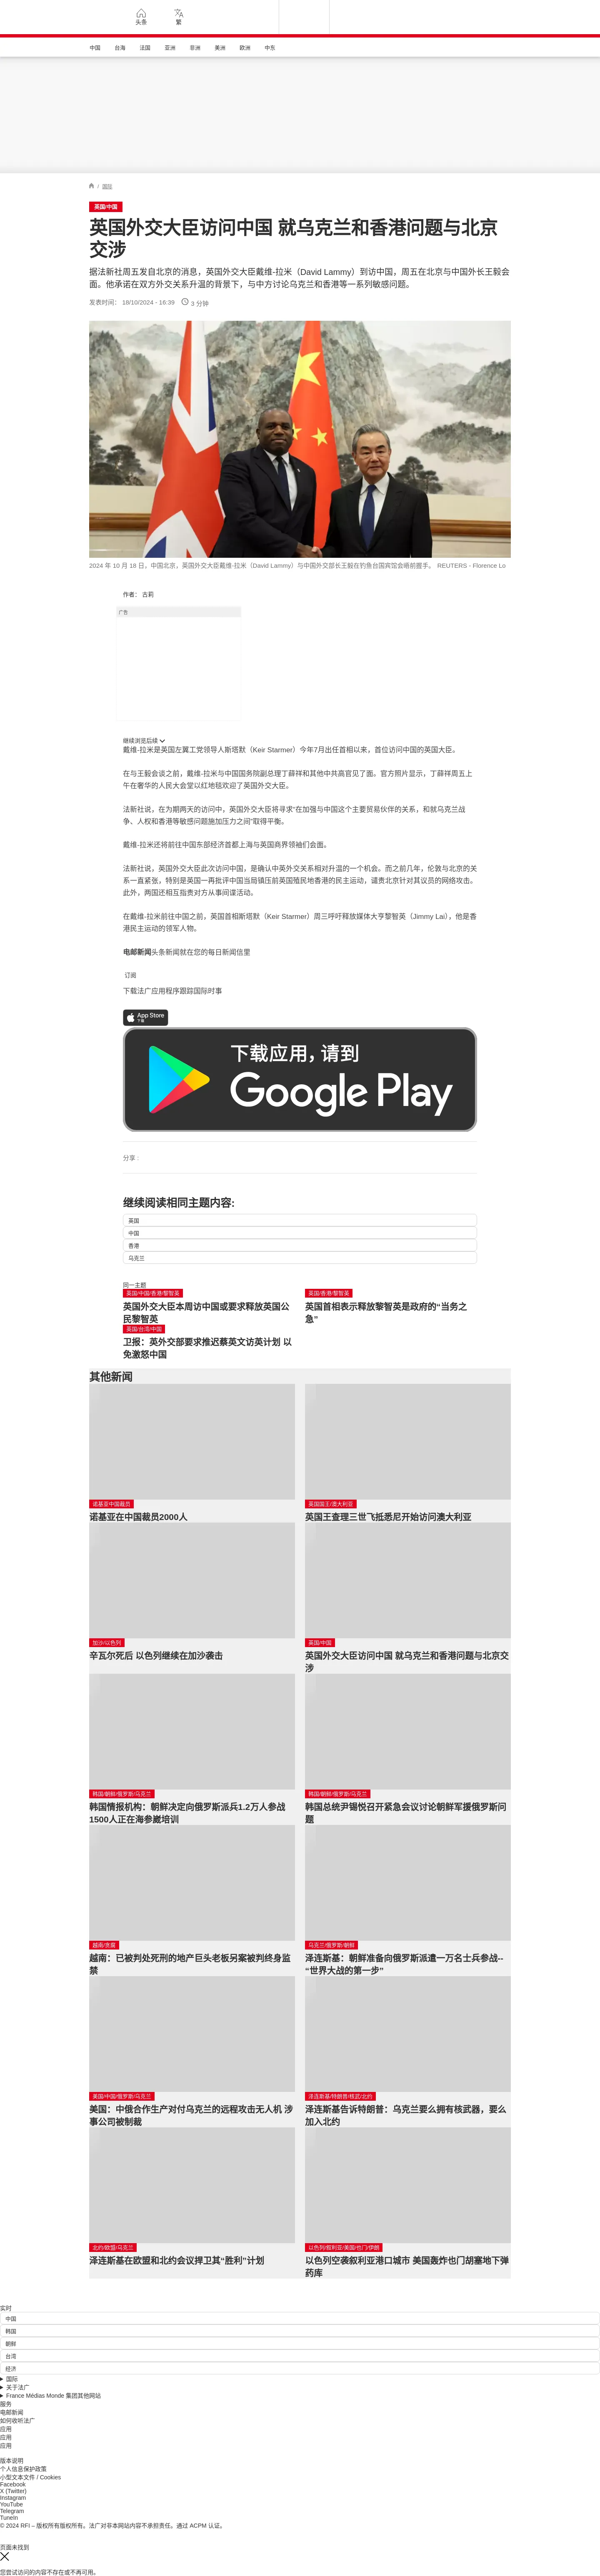 头条
繁
中国
台海
法国
亚洲
非洲
美洲
欧洲
中东
/ 国际
英国/中国
英国外交大臣访问中国 就乌克兰和香港问题与北京
交涉
据法新社周五发自北京的消息，英国外交大臣戴维-拉米（David Lammy）到访中国，周五在北京与中国外长王毅会
面。他承诺在双方外交关系升温的背景下，与中方讨论乌克兰和香港等一系列敏感问题。
发表时间： 18/10/2024 - 16:39
3 分钟
2024 年 10 月 18 日，中国北京，英国外交大臣戴维-拉米（David Lammy）与中国外交部长王毅在钓鱼台国宾馆会晤前握手。 REUTERS - Florence Lo
作者： 古莉
广告
继续浏览后续
戴维-拉米是英国左翼工党领导人斯塔默（Keir Starmer）今年7月出任首相以来，首位访问中国的英国大臣。
在与王毅会谈之前，戴维-拉米与中国国务院副总理丁薛祥和其他中共高官见了面。官方照片显示，丁薛祥周五上
午在奢华的人民大会堂以红地毯欢迎了英国外交大臣。
法新社说，在为期两天的访问中，英国外交大臣将寻求“在加强与中国这个主要贸易伙伴的关系，和就乌克兰战
争、人权和香港等敏感问题施加压力之间”取得平衡。
戴维-拉米还将前往中国东部经济首都上海与英国商界领袖们会面。
法新社说，英国外交大臣此次访问中国，是确认中英外交关系相对升温的一个机会。而之前几年，伦敦与北京的关
系一直紧张，特别是英国一再批评中国当局镇压前英国殖民地香港的民主运动，谴责北京针对其议员的网络攻击。
此外，两国还相互指责对方从事间谍活动。
在戴维-拉米前往中国之前，英国首相斯塔默（Keir Starmer）周三呼吁释放媒体大亨黎智英（Jimmy Lai），他是香
港民主运动的领军人物。
电邮新闻头条新闻就在您的每日新闻信里
订阅
下载法广应用程序跟踪国际时事
App Store
下载
下载应用，请到
Google Play
分享 :
继续阅读相同主题内容:
英国
中国
香港
乌克兰
同一主题
英国/中国/香港/黎智英
英国外交大臣本周访中国或要求释放英国公
民黎智英
英国/香港/黎智英
英国首相表示释放黎智英是政府的“当务之
急”
英国/台湾/中国
卫报：英外交部要求推迟蔡英文访英计划 以
免激怒中国
其他新闻
诺基亚中国裁员
诺基亚在中国裁员2000人
英国国王/澳大利亚
英国王查理三世飞抵悉尼开始访问澳大利亚
加沙/以色列
辛瓦尔死后 以色列继续在加沙袭击
英国/中国
英国外交大臣访问中国 就乌克兰和香港问题与北京交
涉
韩国/朝鲜/俄罗斯/乌克兰
韩国情报机构：朝鲜决定向俄罗斯派兵1.2万人参战
1500人正在海参崴培训
韩国/朝鲜/俄罗斯/乌克兰
韩国总统尹锡悦召开紧急会议讨论朝鲜军援俄罗斯问
题
越南/贪腐
越南：已被判处死刑的地产巨头老板另案被判终身监
禁
乌克兰/俄罗斯/朝鲜
泽连斯基：朝鲜准备向俄罗斯派遣一万名士兵参战--
“世界大战的第一步”
美国/中国/俄罗斯/乌克兰
美国：中俄合作生产对付乌克兰的远程攻击无人机 涉
事公司被制裁
泽连斯基/特朗普/核武/北约
泽连斯基告诉特朗普：乌克兰要么拥有核武器，要么
加入北约
北约/欧盟/乌克兰
泽连斯基在欧盟和北约会议捍卫其“胜利”计划
以色列/叙利亚/美国/也门/伊朗
以色列空袭叙利亚港口城市 美国轰炸也门胡塞地下弹
药库
实时
中国
韩国
朝鲜
台湾
经济
国际
关于法广
France Médias Monde 集团其他网站
服务
电邮新闻
如何收听法广
应用
应用
应用
版本说明
个人信息保护政策
小型文本文件 / Cookies
Facebook
X (Twitter)
Instagram
YouTube
Telegram
TuneIn
© 2024 RFI – 版权所有版权所有。法广对非本网站内容不承担责任。通过 ACPM 认证。
页面未找到
您尝试访问的内容不存在或不再可用。